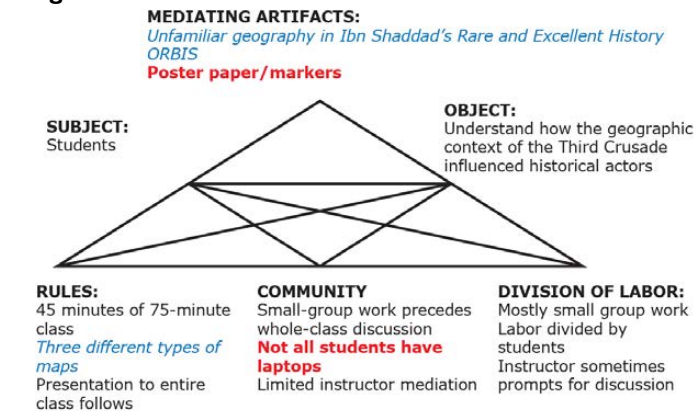 MEDIATING ARTIFACTS:
Unfamiliar geography in Ibn Shaddad's Rare and Excellent History
ORBIS
Poster paper/markers
SUBJECT:
Students
OBJECT:
Understand how the geographic
context of the Third Crusade
influenced historical actors
RULES:
45 minutes of 75-minute
class
Three different types of
maps
Presentation to entire
class follows
COMMUNITY
Small-group work precedes
whole-class discussion
Not all students have
laptops
Limited instructor mediation
DIVISION OF LABOR:
Mostly small group work
Labor divided by
students
Instructor sometimes
prompts for discussion